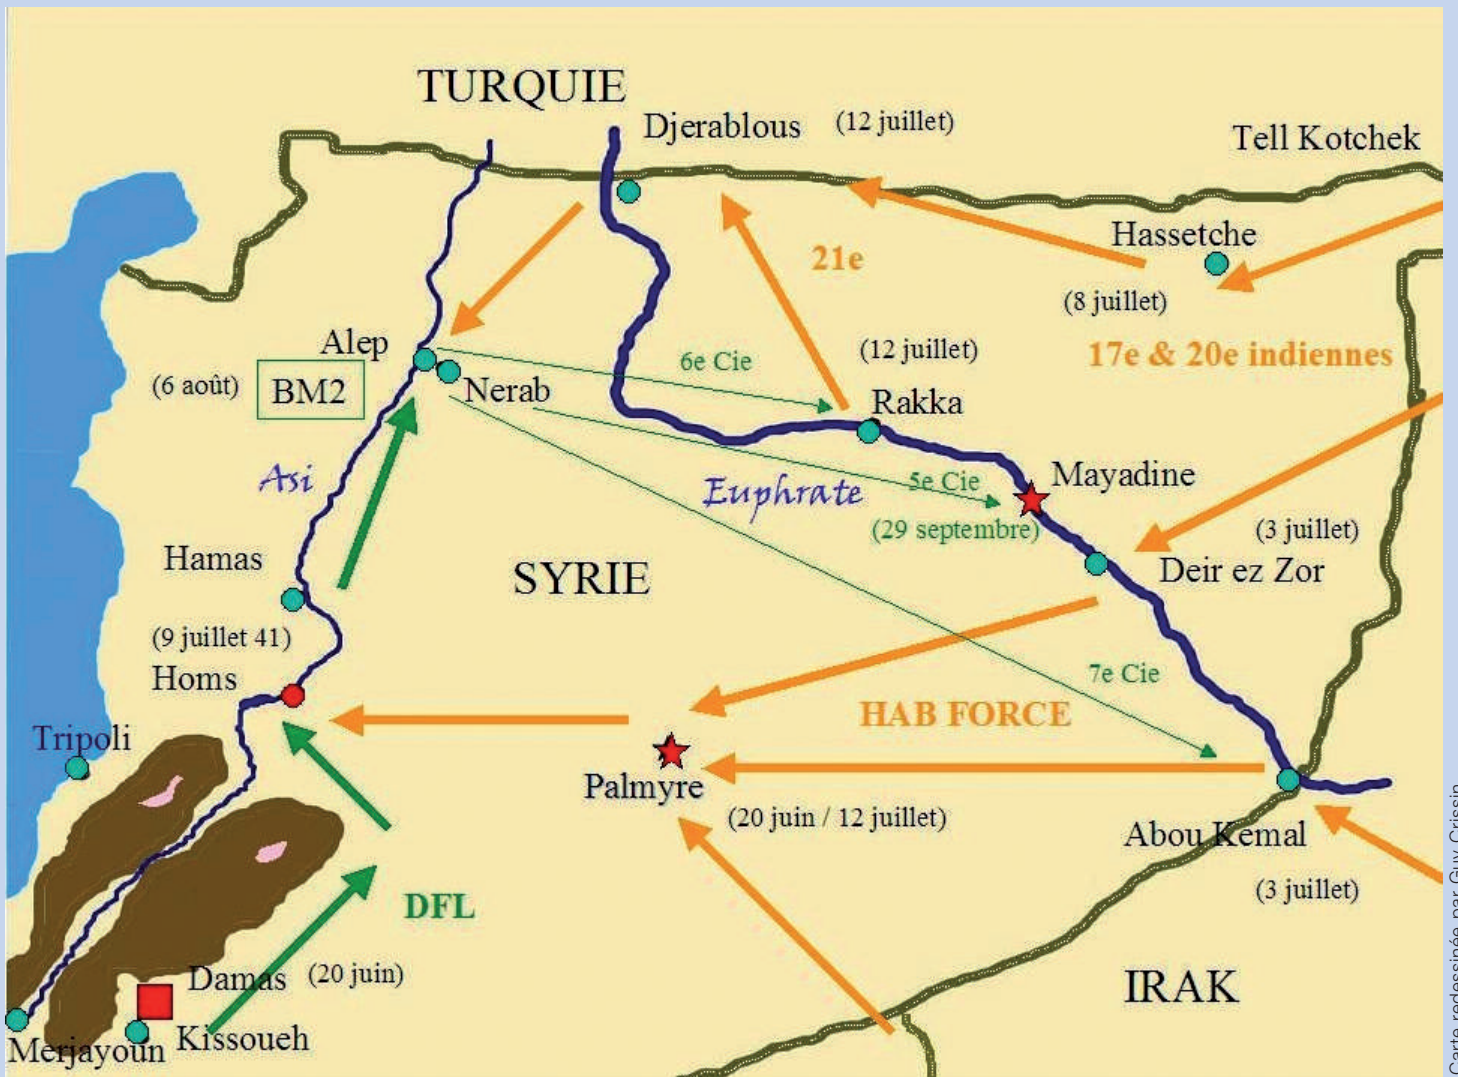 TURQUIE
Djerablous (12 juillet)
Tell Kotchek
Hassetche
21e
(8 juillet)
Alep
6e Cie
(12 juillet)
17e & 20e indiennes
(6 août) BM2
Nerab
Rakka
Asi
Euphrate
5e Cie
Mayadine
(29 septembre)
(3 juillet)
Hamas
SYRIE
Deir ez Zor
(9 juillet 41)
Homs
7e Cie
HAB FORCE
Tripoli
Palmyre
(20 juin / 12 juillet)
Abou Kemal
(3 juillet)
DFL
Damas (20 juin)
IRAK
Kissoueh
Merjayoun
Carte redessinée par Guy Crissin